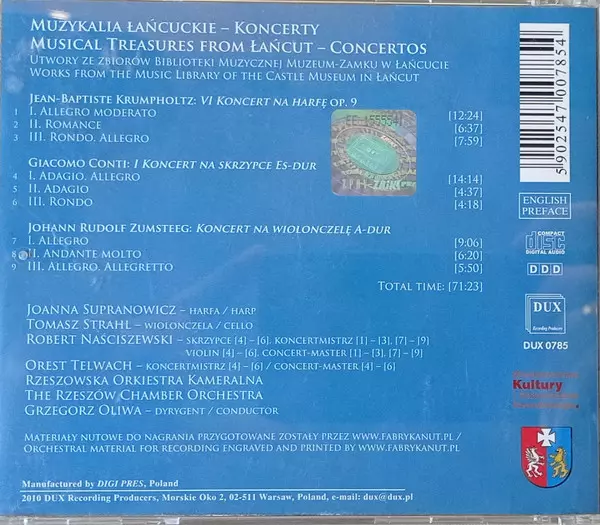 MUZYKALIA ŁAŃCUCKIE – KONCERTY
MUSICAL TREASURES FROM ŁAŃCUT – CONCERTOS
UTWORY ZE ZBIORÓW BIBLIOTEKI MUZYCZNEJ MUZEUM-ZAMKU W ŁAŃCUCIE
WORKS FROM THE MUSIC LIBRARY OF THE CASTLE MUSEUM IN ŁAŃCUT
JEAN-BAPTISTE KRUMPHOLTZ: VI KONCERT NA HARFĘ OP. 9
1 I. ALLEGRO MODERATO [12:24]
2 II. ROMANCE [6:37]
3 III. RONDO. ALLEGRO [7:59]
GIACOMO CONTI: I KONCERT NA SKRZYPCE ES-DUR
4 I. ADAGIO. ALLEGRO [14:14]
5 II. ADAGIO [4:37]
6 III. RONDO [4:18]
JOHANN RUDOLF ZUMSTEEG: KONCERT NA WIOLONCZELĘ A-DUR
7 I. ALLEGRO [9:06]
8 II. ANDANTE MOLTO [6:20]
9 III. ALLEGRO. ALLEGRETTO [5:50]
TOTAL TIME: [71:23]
JOANNA SUPRANOWICZ – HARFA / HARP
TOMASZ STRAHL – WIOLONCZELA / CELLO
ROBERT NAŚCISZEWSKI – SKRZYPCE [4] – [6]. KONCERTMISTRZ [1] – [3], [7] – [9]
VIOLIN [4] – [6]. CONCERT-MASTER [1] – [3], [7] – [9]
OREST TELWACH – KONCERTMISTRZ [4] – [6] / CONCERT-MASTER [4] – [6]
RZESZOWSKA ORKIESTRA KAMERALNA
THE RZESZÓW CHAMBER ORCHESTRA
GRZEGORZ OLIWA – DYRYGENT / CONDUCTOR
MATERIAŁY NUTOWE DO NAGRANIA PRZYGOTOWANE ZOSTAŁY PRZEZ WWW.FABRYKANUT.PL /
ORCHESTRAL MATERIAL FOR RECORDING ENGRAVED AND PRINTED BY WWW.FABRYKANUT.PL
Manufactured by DIGI PRES, Poland
2010 DUX Recording Producers, Morskie Oko 2, 02-511 Warsaw, Poland, e-mail: dux@dux.pl
5 902547 007854
ENGLISH
PREFACE
COMPACT
disc
DIGITAL AUDIO
DDD
DUX
Recording Producers
DUX 0785
Kultury